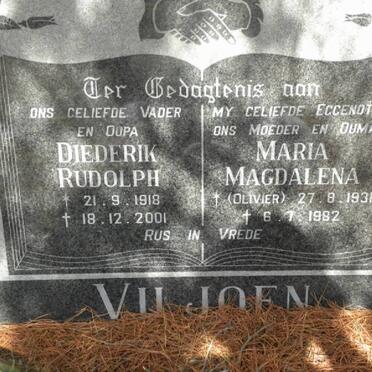 Ter Gedagtenis aan
ONS GELIEFDE VADER
EN OUPA
DIEDERIK
RUDOLPH
† 21.9.1918
† 18.12.2001
MY GELIEFDE EGGENOT
ONS MOEDER EN OUMA
MARIA
MAGDALENA
† (OLIVIER) 27.8.193
† 6.7.1982
RUS IN VREDE
VILJOEN